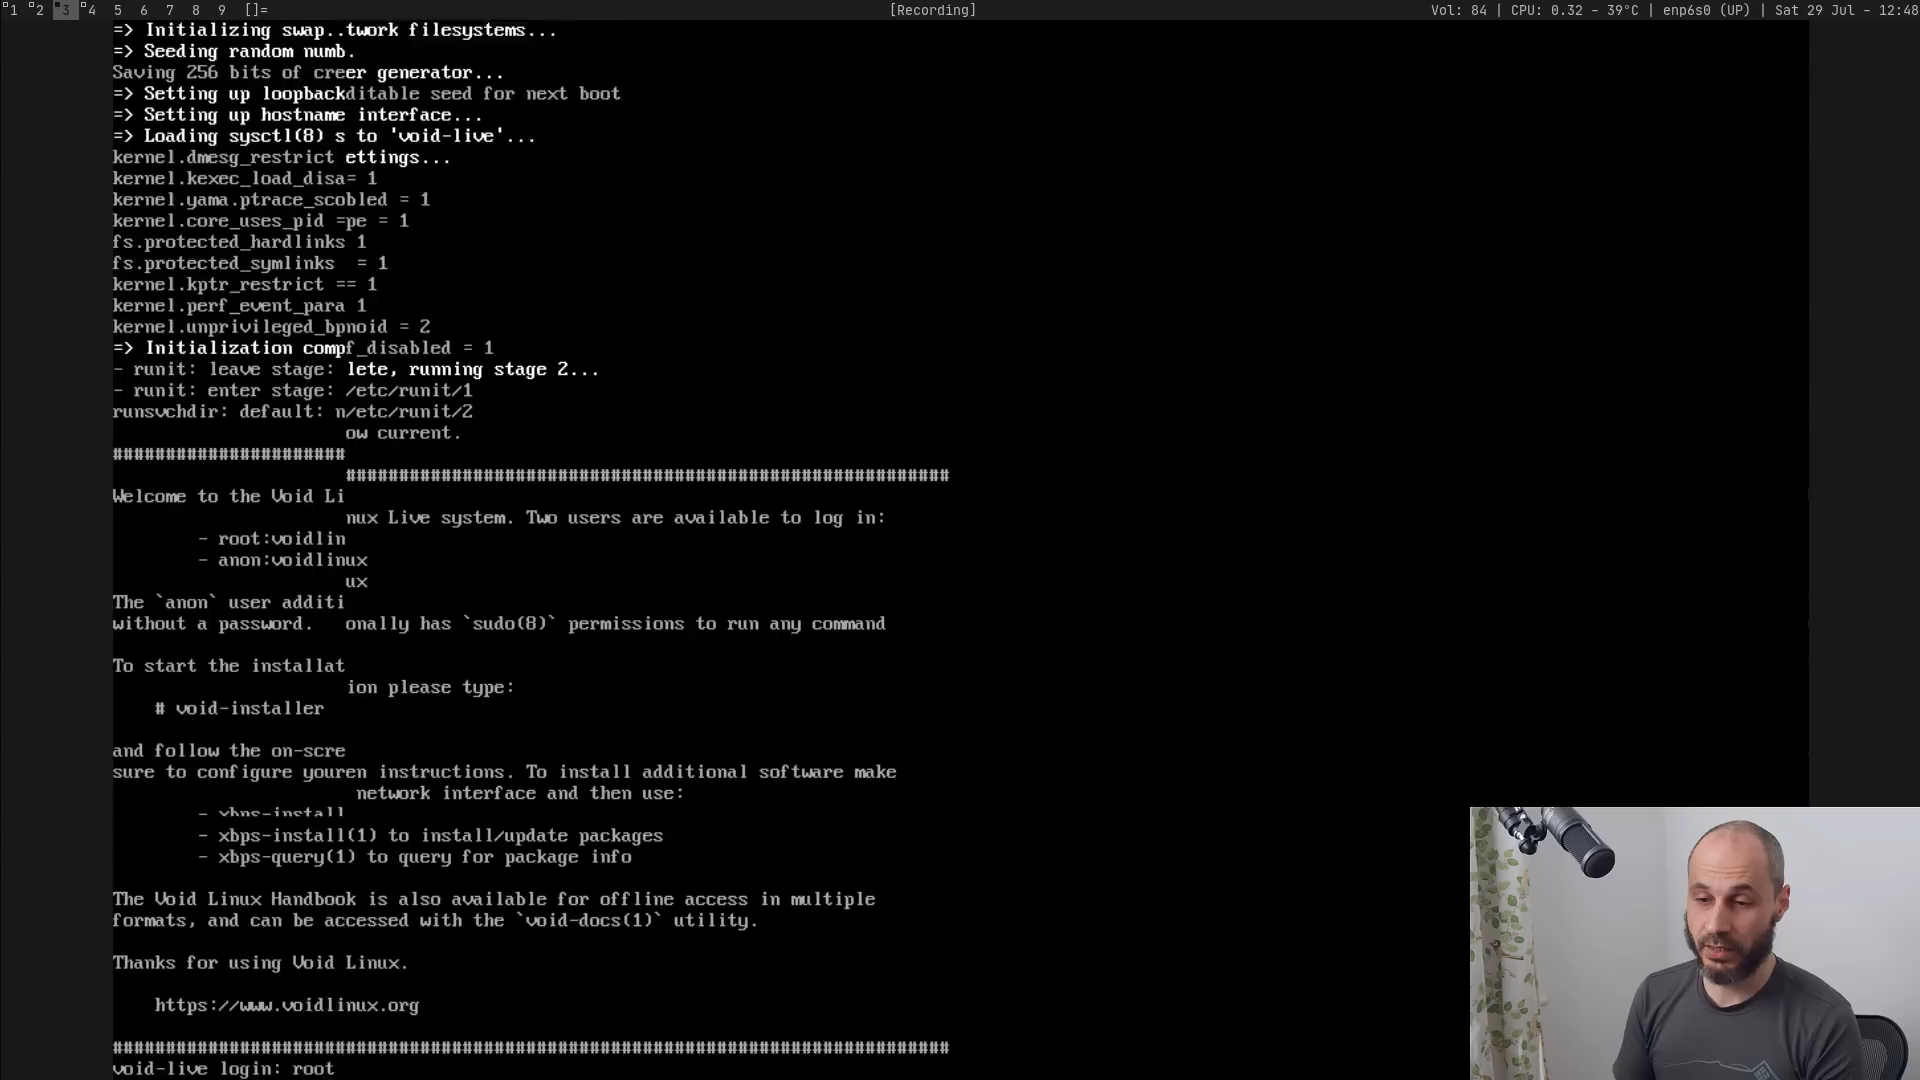 1 2 3 4 5 6 7 8 9 []= [Recording] Vol: 84 | CPU: 0.32 - 39°C | enp6s0 (UP) | Sat 29 Jul - 12:48
=> Initializing swap..twork filesystems...
=> Seeding random numb.
Saving 256 bits of creer generator...
=> Setting up loopbackditable seed for next boot
=> Setting up hostname interface...
=> Loading sysctl(8) s to 'void-live'...
kernel.dmesg_restrict ettings...
kernel.kexec_load_disa= 1
kernel.yama.ptrace_scobled = 1
kernel.core_uses_pid =pe = 1
fs.protected_hardlinks 1
fs.protected_symlinks  = 1
kernel.kptr_restrict == 1
kernel.perf_event_para 1
kernel.unprivileged_bpnoid = 2
=> Initialization compf_disabled = 1
- runit: leave stage: lete, running stage 2...
- runit: enter stage: /etc/runit/1
runsvchdir: default: n/etc/runit/2
ow current.
######################
#########################################################
Welcome to the Void Li
nux Live system. Two users are available to log in:
- root:voidlin
- anon:voidlinux
ux
The `anon` user additi
without a password.   onally has `sudo(8)` permissions to run any command
To start the installat
ion please type:
# void-installer
and follow the on-scre
sure to configure youren instructions. To install additional software make
network interface and then use:
- xbps-install
- xbps-install(1) to install/update packages
- xbps-query(1) to query for package info
The Void Linux Handbook is also available for offline access in multiple
formats, and can be accessed with the `void-docs(1)` utility.
Thanks for using Void Linux.
https://www.voidlinux.org
###############################################################################
void-live login: root